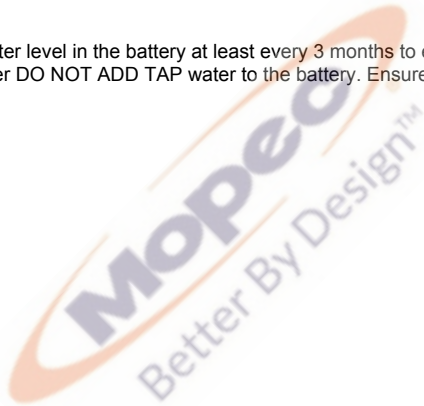 ter level in the battery at least every 3 months to e
er DO NOT ADD TAP water to the battery. Ensure
Mopec
Better By Design™